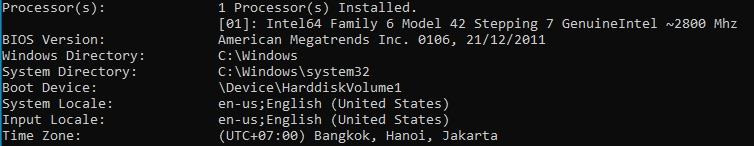 Processor(s): 1 Processor(s) Installed.
[01]: Intel64 Family 6 Model 42 Stepping 7 GenuineIntel ~2800 Mhz
BIOS Version: American Megatrends Inc. 0106, 21/12/2011
Windows Directory: C:\Windows
System Directory: C:\Windows\system32
Boot Device: \Device\HarddiskVolume1
System Locale: en-us;English (United States)
Input Locale: en-us;English (United States)
Time Zone: (UTC+07:00) Bangkok, Hanoi, Jakarta